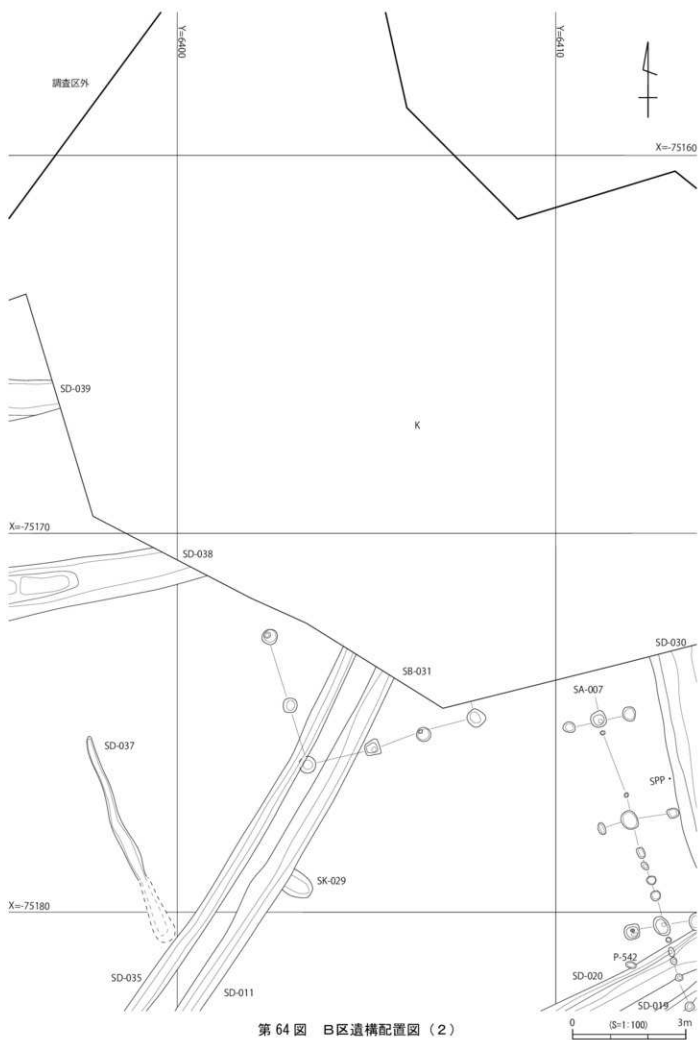 Y=6400
Y=6410
調査区外
X=-75160
SD-039
K
X=-75170
SD-038
SD-030
SB-031
SA-007
SD-037
SPP
SK-029
X=-75180
P-542
SD-020
SD-035
SD-011
SD-019
0 (S=1:100) 3m
第64図 B区遺構配置図(2)